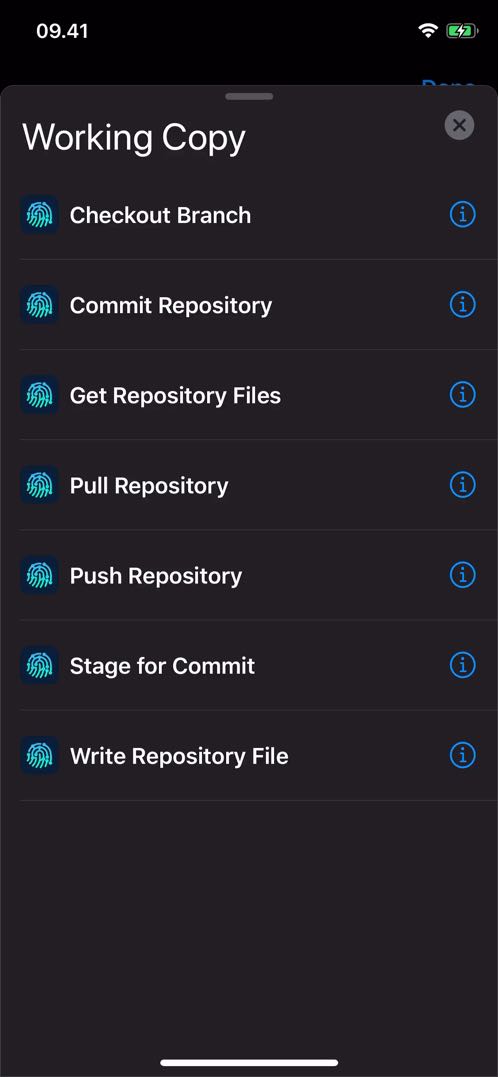 09.41
Working Copy
Checkout Branch
Commit Repository
Get Repository Files
Pull Repository
Push Repository
Stage for Commit
Write Repository File